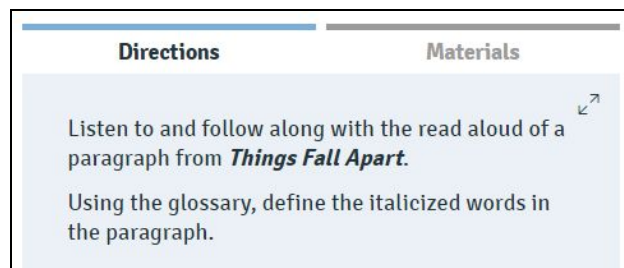 Directions
Materials
Listen to and follow along with the read aloud of a
paragraph from Things Fall Apart.
Using the glossary, define the italicized words in
the paragraph.